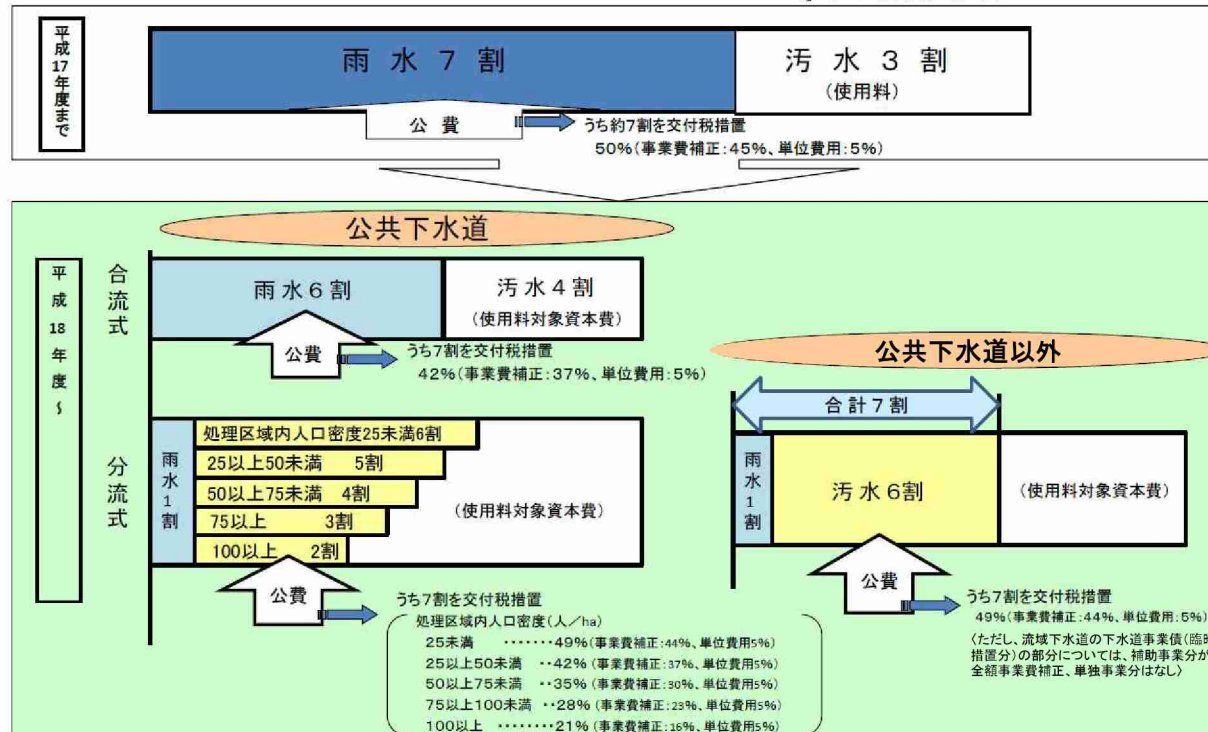 平成17年度まで
雨水7割
汚水3割
(使用料)
公費
うち約7割を交付税措置
50%(事業費補正:45%、単位費用:5%)
公共下水道
平成18年度～
合流式
雨水6割
汚水4割
(使用料対象資本費)
公費
うち7割を交付税措置
42%(事業費補正:37%、単位費用:5%)
分流式
雨水1割
処理区域内人口密度25未満6割
25以上50未満 5割
50以上75未満 4割
75以上 3割
100以上 2割
(使用料対象資本費)
公費
うち7割を交付税措置
処理区域内人口密度(人/ha)
25未満 ・・・・・・・49%(事業費補正:44%、単位費用5%)
25以上50未満 ・・42%(事業費補正:37%、単位費用5%)
50以上75未満 ・・35%(事業費補正:30%、単位費用5%)
75以上100未満 ・・28%(事業費補正:23%、単位費用5%)
100以上 ・・・・・・・・21%(事業費補正:16%、単位費用5%)
公共下水道以外
合計7割
雨水1割
汚水6割
(使用料対象資本費)
公費
うち7割を交付税措置
49%(事業費補正:44%、単位費用:5%)
〈ただし、流域下水道の下水道事業債(臨時
措置分)の部分については、補助事業分が
全額事業費補正、単独事業分はなし〉